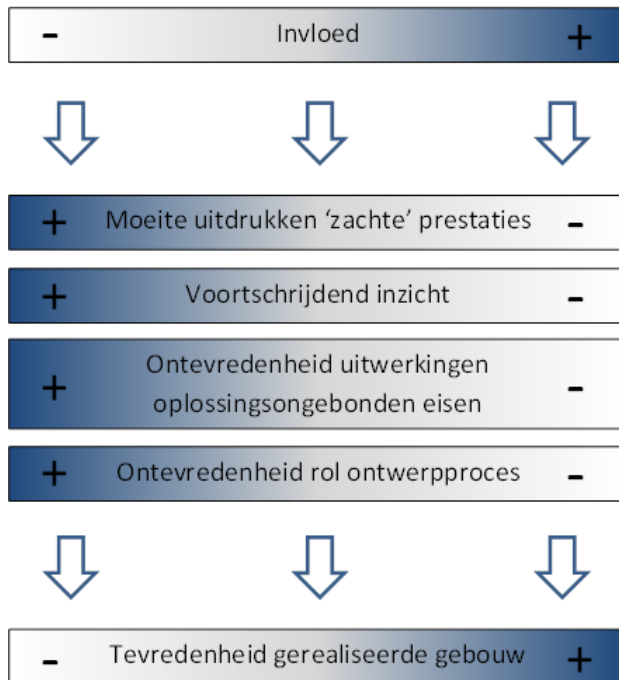 - Invloed +
+ Moeite uitdrukken ‘zachte’ prestaties -
+ Voortschrijdend inzicht -
Ontevredenheid uitwerkingen
+ -
oplossingsongebonden eisen
+ Ontevredenheid rol ontwerpproces -
- Tevredenheid gerealiseerde gebouw +